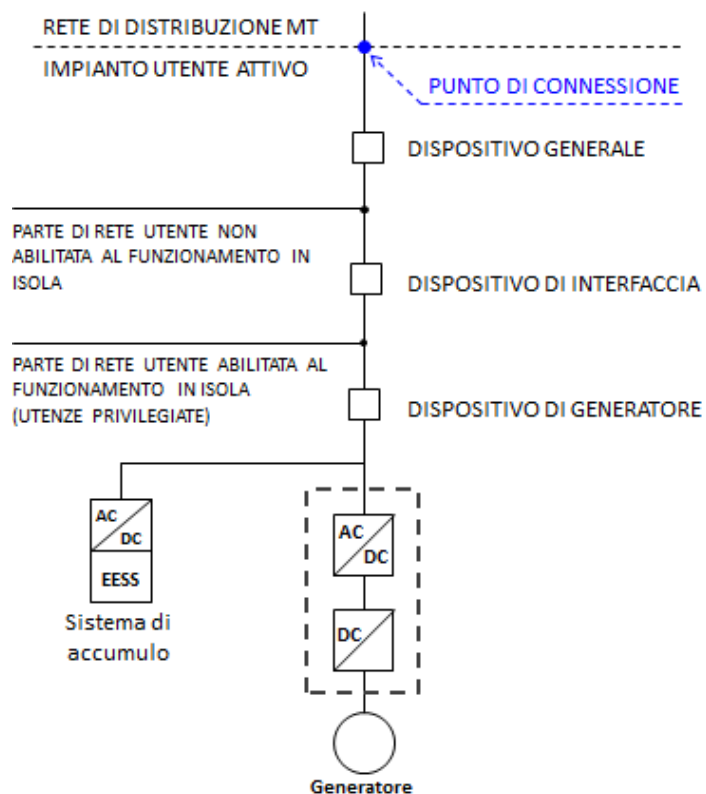 RETE DI DISTRIBUZIONE MT
IMPIANTO UTENTE ATTIVO
PUNTO DI CONNESSIONE
DISPOSITIVO GENERALE
PARTE DI RETE UTENTE NON
ABILITATA AL FUNZIONAMENTO IN
ISOLA
DISPOSITIVO DI INTERFACCIA
PARTE DI RETE UTENTE ABILITATA AL
FUNZIONAMENTO IN ISOLA
(UTENZE PRIVILEGIATE)
DISPOSITIVO DI GENERATORE
AC
DC
EESS
Sistema di
accumulo
AC
DC
DC
Generatore